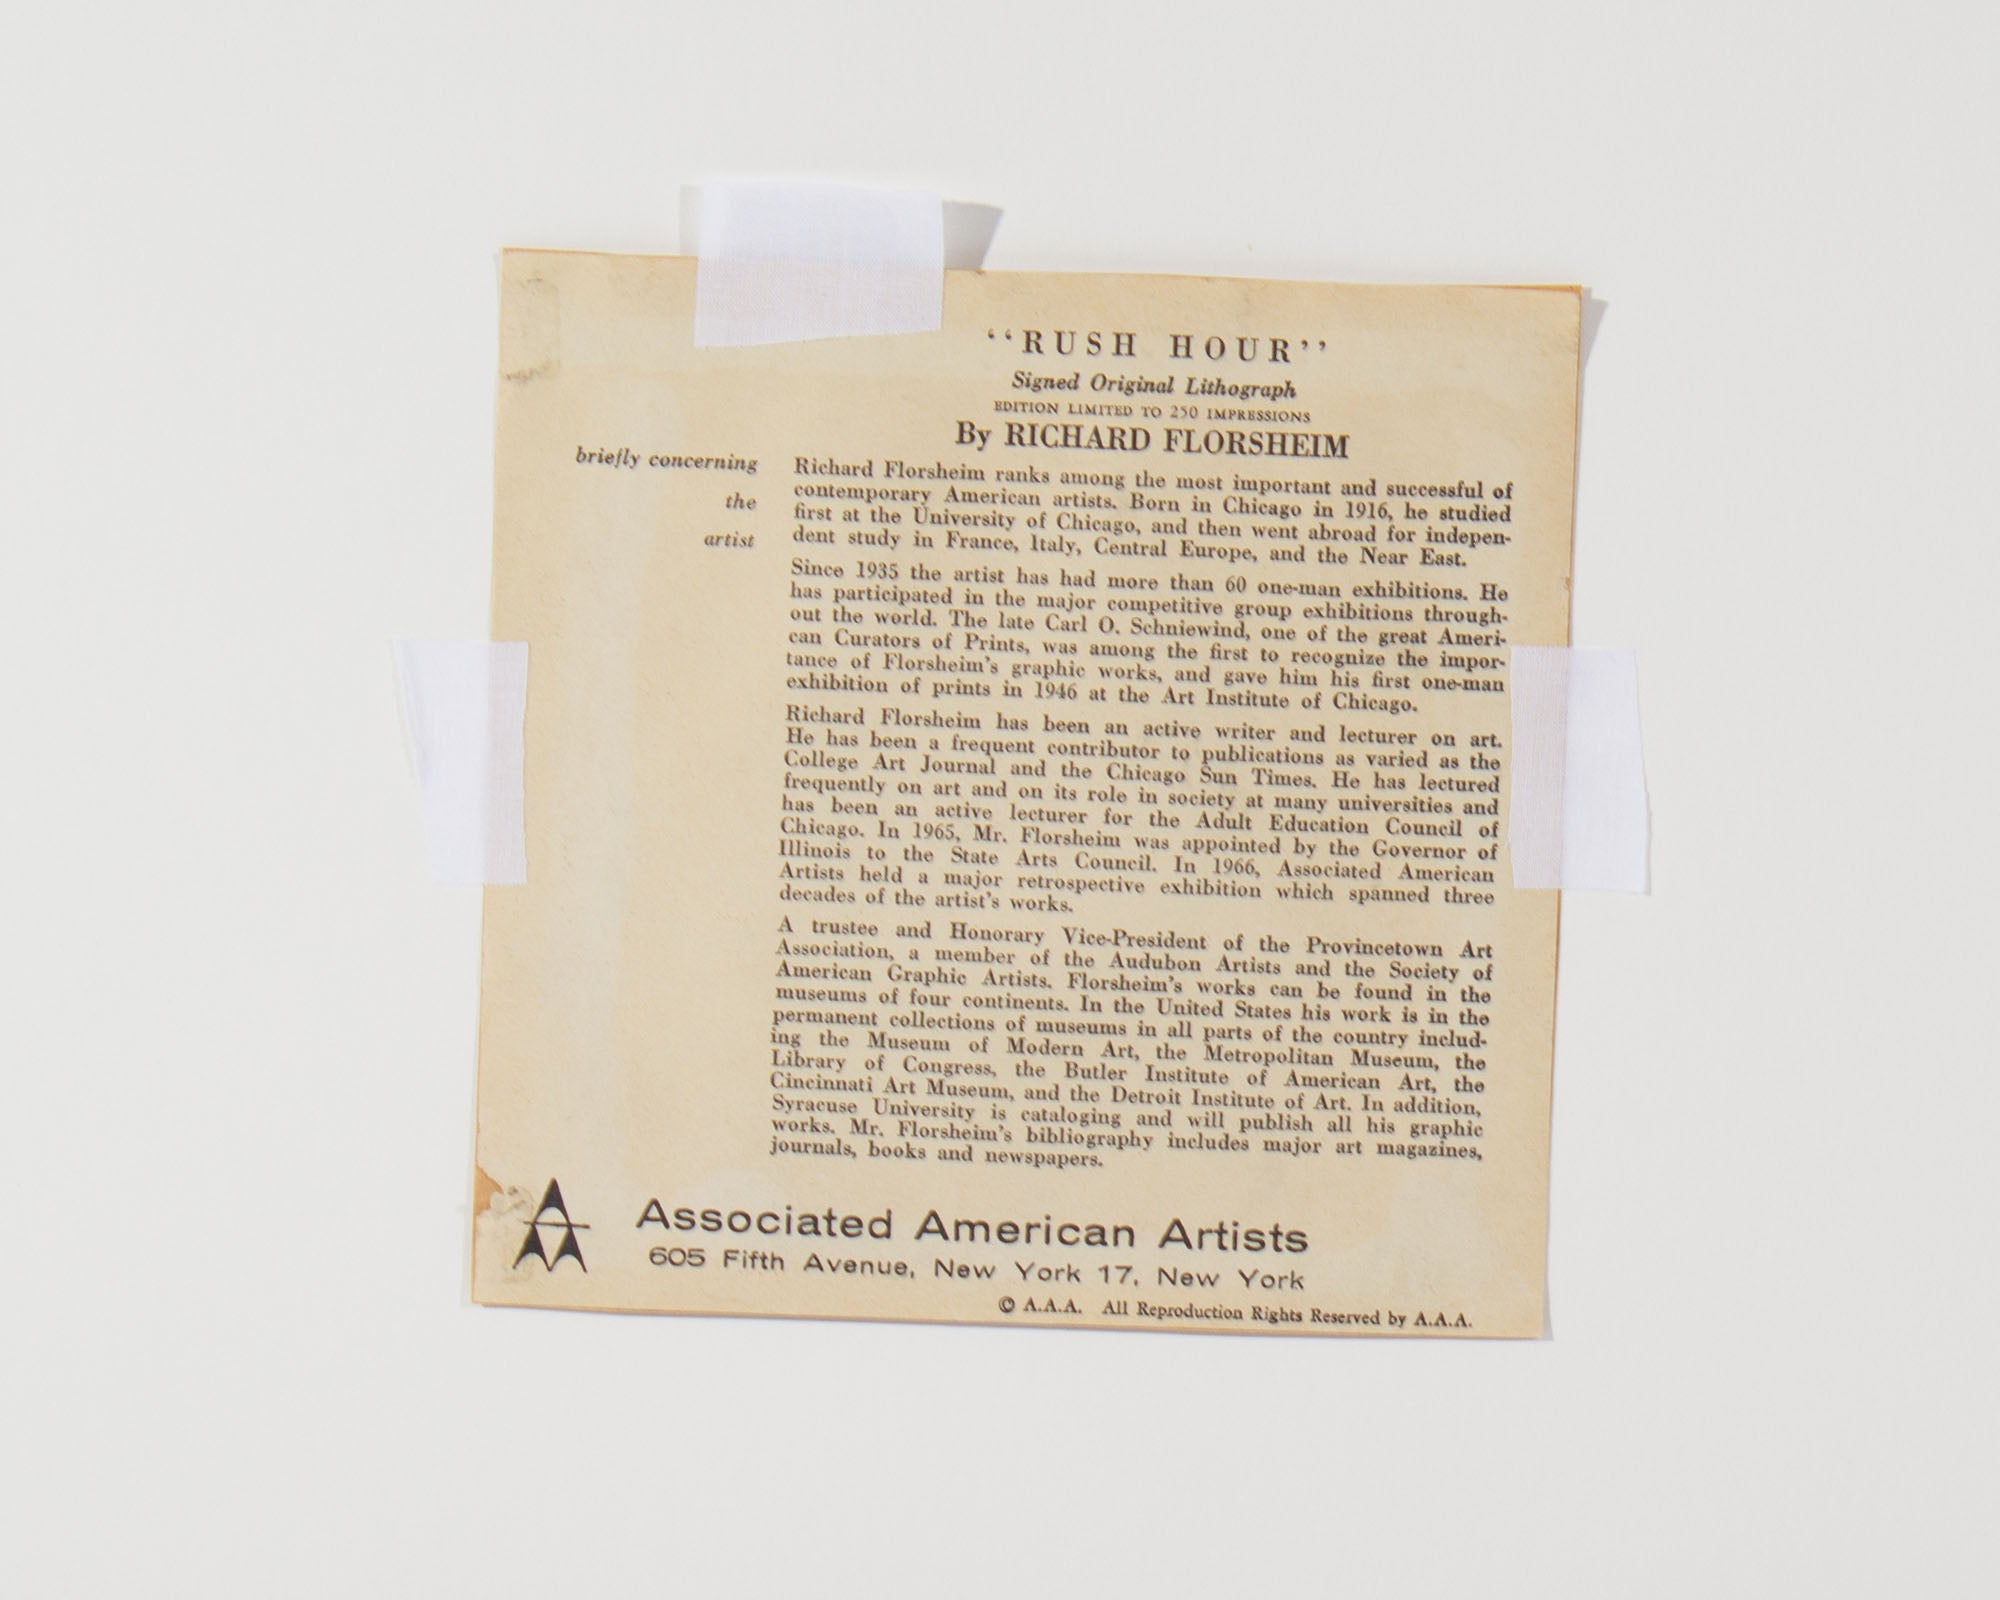 ‘‘RUSH HOUR’’
Signed Original Lithograph
EDITION LIMITED TO 250 IMPRESSIONS
By RICHARD FLORSHEIM
briefly concerning
the
artist
Richard Florsheim ranks among the most important and successful of
contemporary American artists. Born in Chicago in 1916, he studied
first at the University of Chicago, and then went abroad for indepen-
dent study in France, Italy, Central Europe, and the Near East.
Since 1935 the artist has had more than 60 one-man exhibitions. He
has participated in the major competitive group exhibitions through-
out the world. The late Carl O. Schniewind, one of the great Ameri-
can Curators of Prints, was among the first to recognize the impor-
tance of Florsheim's graphic works, and gave him his first one-man
exhibition of prints in 1946 at the Art Institute of Chicago.
Richard Florsheim has been an active writer and lecturer on art.
He has been a frequent contributor to publications as varied as the
College Art Journal and the Chicago Sun Times. He has lectured
frequently on art and on its role in society at many universities and
has been an active lecturer for the Adult Education Council of
Chicago. In 1965, Mr. Florsheim was appointed by the Governor of
Illinois to the State Arts Council. In 1966, Associated American
Artists held a major retrospective exhibition which spanned three
decades of the artist's works.
A trustee and Honorary Vice-President of the Provincetown Art
Association, a member of the Audubon Artists and the Society of
American Graphic Artists. Florsheim's works can be found in the
museums of four continents. In the United States his work is in the
permanent collections of museums in all parts of the country includ-
ing the Museum of Modern Art, the Metropolitan Museum, the
Library of Congress, the Butler Institute of American Art, the
Cincinnati Art Museum, and the Detroit Institute of Art. In addition,
Syracuse University is cataloging and will publish all his graphic
works. Mr. Florsheim's bibliography includes major art magazines,
journals, books and newspapers.
Associated American Artists
605 Fifth Avenue, New York 17, New York
© A.A.A. All Reproduction Rights Reserved by A.A.A.